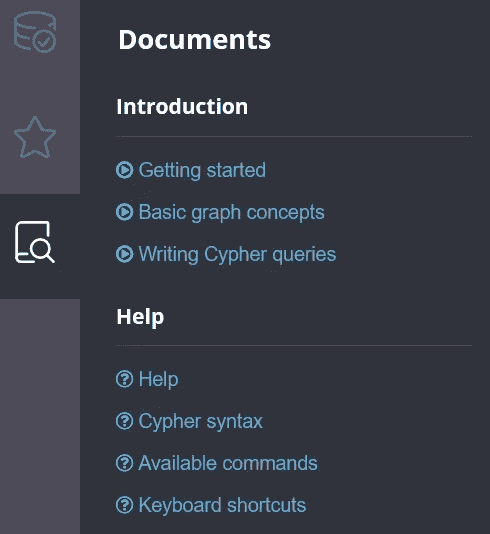 Documents
Introduction
Getting started
Basic graph concepts
Writing Cypher queries
Help
Help
Cypher syntax
Available commands
Keyboard shortcuts